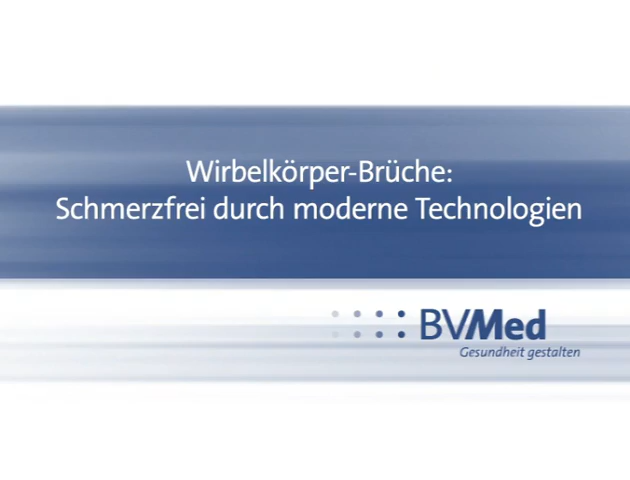 Wirbelkörper-Brüche:
Schmerzfrei durch moderne Technologien
BVMed
Gesundheit gestalten